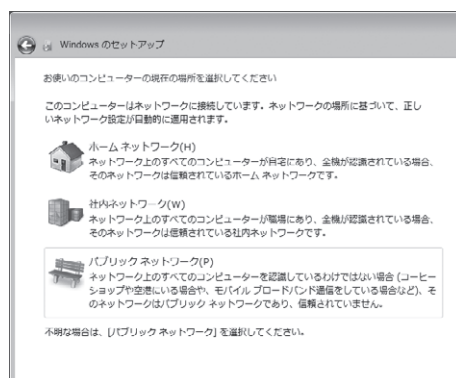 Windows のセットアップ
お使いのコンピューターの現在の場所を選択してください
このコンピューターはネットワークに接続しています。ネットワークの場所に基づいて、正し
いネットワーク設定が自動的に適用されます。
ホーム ネットワーク(H)
ネットワーク上のすべてのコンピューターが自宅にあり、全機が認識されている場合、
そのネットワークは信頼されているホーム ネットワークです。
社内ネットワーク(W)
ネットワーク上のすべてのコンピューターが職場にあり、全機が認識されている場合、
そのネットワークは信頼されている社内ネットワークです。
パブリック ネットワーク(P)
ネットワーク上のすべてのコンピューターを認識しているわけではない場合 (コーヒー
ショップや空港にいる場合や、モバイル ブロードバンド通信をしている場合など)、そ
のネットワークはパブリック ネットワークであり、信頼されていません。
不明な場合は、[パブリック ネットワーク] を選択してください。